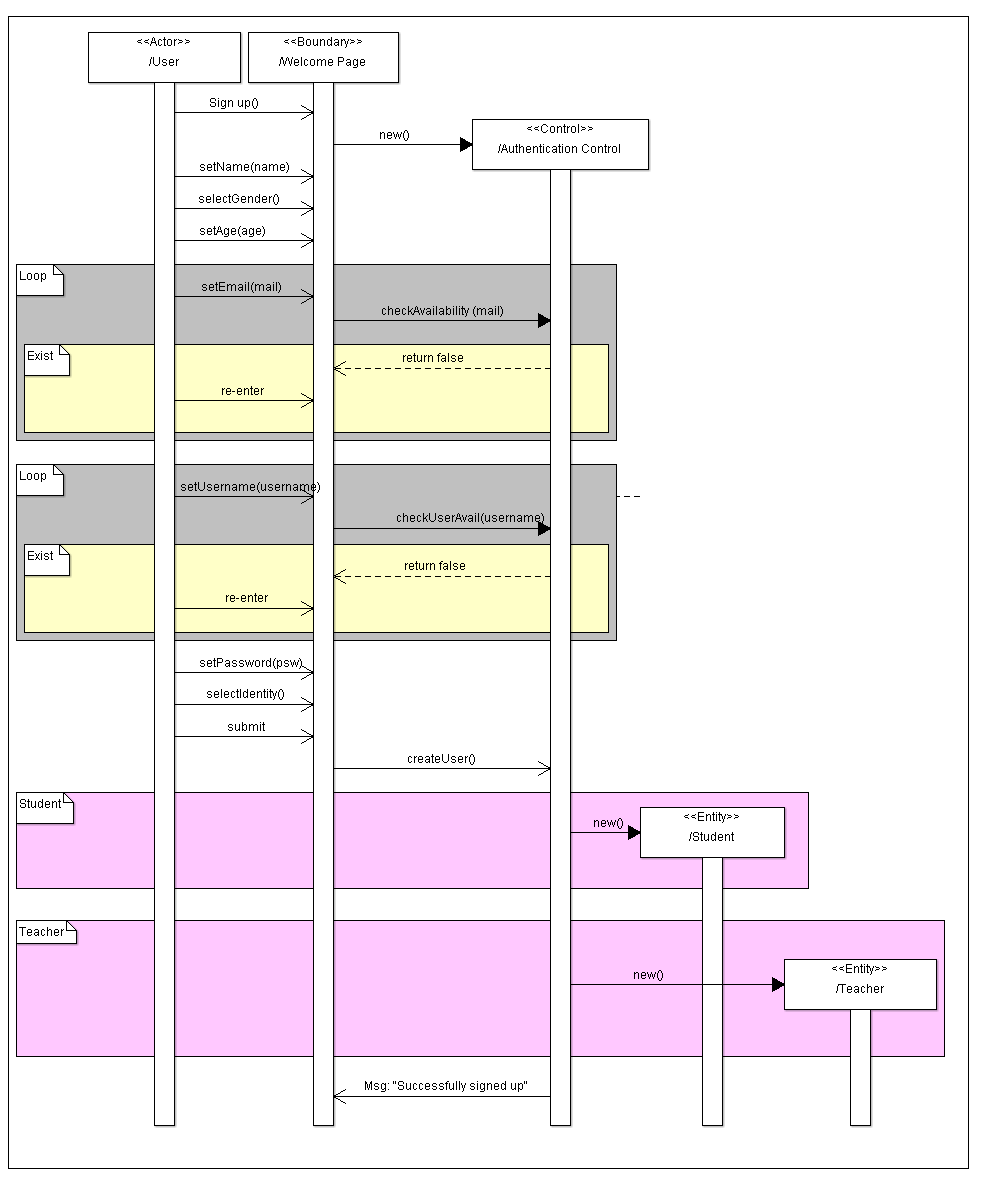 <<Actor>>
/User
<<Boundary>>
/Welcome Page
Sign up()
new()
<<Control>>
/Authentication Control
setName(name)
selectGender()
setAge(age)
Loop
setEmail(mail)
checkAvailability (mail)
Exist
return false
re-enter
Loop
setUsername(username)
checkUserAvail(username)
Exist
return false
re-enter
setPassword(psw)
selectIdentity()
submit
createUser()
Student
new()
<<Entity>>
/Student
Teacher
new()
<<Entity>>
/Teacher
Msg: "Successfully signed up"